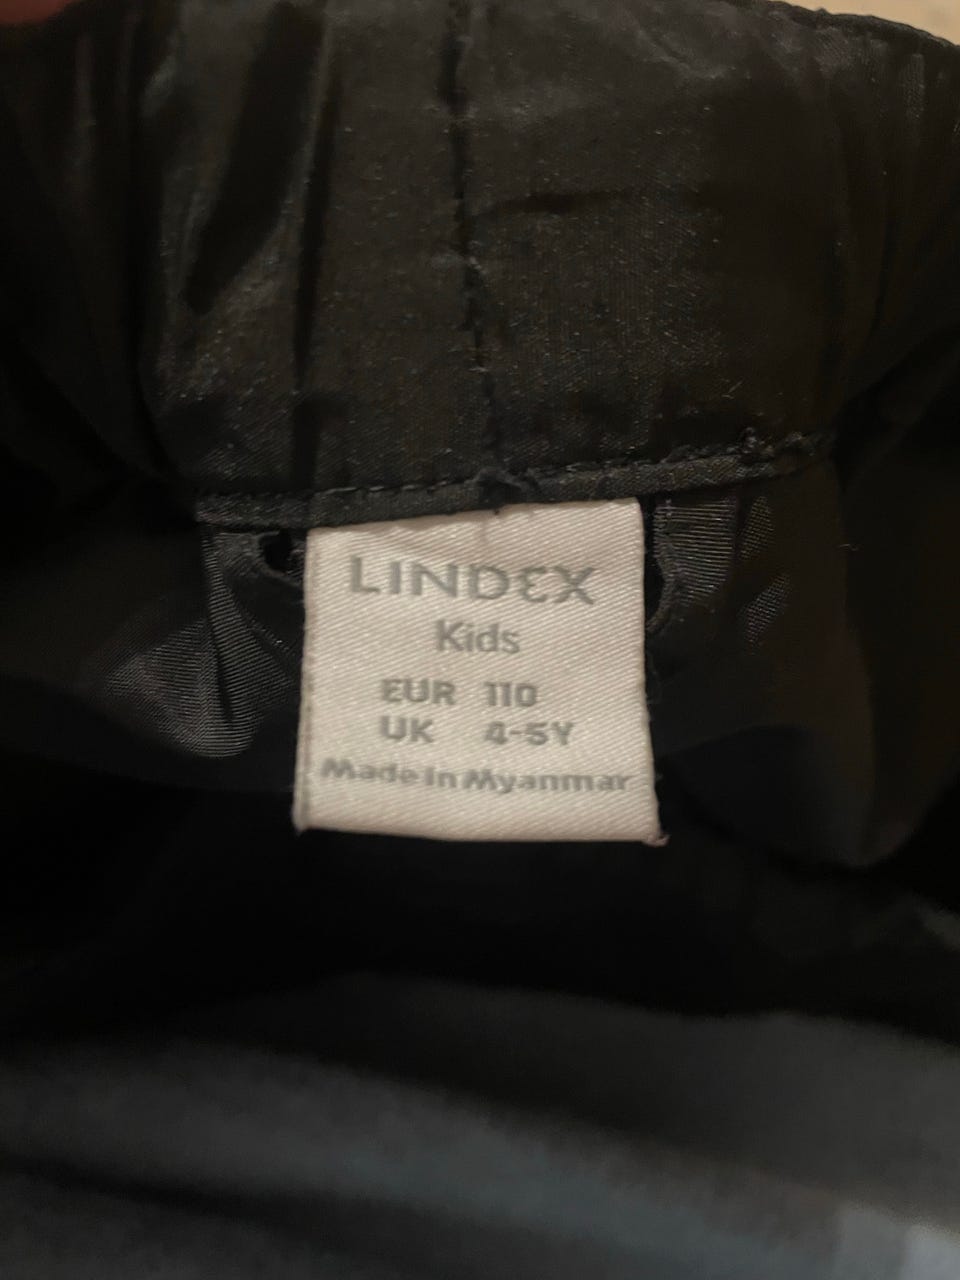 LINDEX
Kids
EUR 110
UK 4-5Y
Made in Myanmar